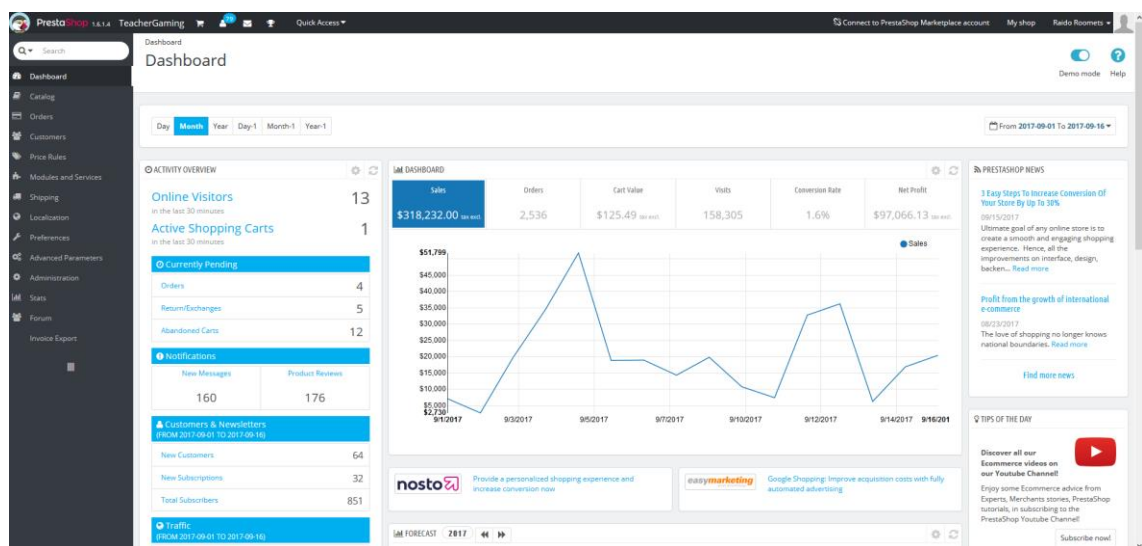 PrestaShop 1.6.1.4 TeacherGaming 79 Quick Access
Connect to PrestaShop Marketplace account My shop Raido Roomets
Search
Dashboard
Catalog
Orders
Customers
Price Rules
Modules and Services
Shipping
Localization
Preferences
Advanced Parameters
Administration
Stats
Forum
Invoice Export
Dashboard
Dashboard
Demo mode Help
Day Month Year Day-1 Month-1 Year-1
From 2017-09-01 To 2017-09-16
ACTIVITY OVERVIEW
Online Visitors 13
in the last 30 minutes
Active Shopping Carts 1
in the last 30 minutes
Currently Pending
Orders 4
Return/Exchanges 5
Abandoned Carts 12
Notifications
New Messages Product Reviews
160 176
Customers & Newsletters
(FROM 2017-09-01 TO 2017-09-16)
New Customers 64
New Subscriptions 32
Total Subscribers 851
Traffic
(FROM 2017-09-01 TO 2017-09-16)
DASHBOARD
Sales Orders Cart Value Visits Conversion Rate Net Profit
$318,232.00 tax excl. 2,536 $125.49 tax excl. 158,305 1.6% $97,066.13 tax excl.
Sales
$51,799
$45,000
$40,000
$35,000
$30,000
$25,000
$20,000
$15,000
$10,000
$5,000
$2,730
9/1/2017 9/3/2017 9/5/2017 9/7/2017 9/10/2017 9/12/2017 9/14/2017 9/16/201
nosto
Provide a personalized shopping experience and
increase conversion now
easymarketing
Google Shopping: Improve acquisition costs with fully
automated advertising
FORECAST 2017
PRESTASHOP NEWS
3 Easy Steps To Increase Conversion Of
Your Store By Up To 30%
09/15/2017
Ultimate goal of any online store is to
create a smooth and engaging shopping
experience. Hence, all the
improvements on interface, design,
backen... Read more
Profit from the growth of international
e-commerce
08/23/2017
The love of shopping no longer knows
national boundaries. Read more
Find more news
TIPS OF THE DAY
Discover all our
Ecommerce videos on
our Youtube Channel!
Enjoy some Ecommerce advice from
Experts, Merchants stories, PrestaShop
tutorials, in subscribing to the
PrestaShop Youtube Channel!
Subscribe now!